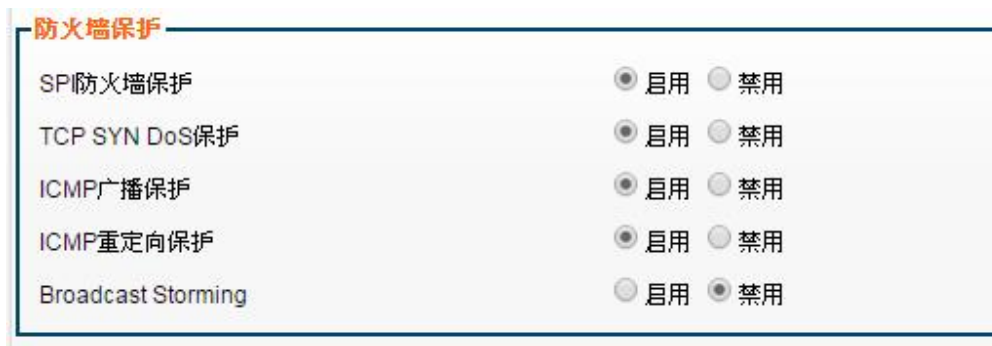 防火墙保护
SPI防火墙保护 启用 禁用
TCP SYN DoS保护 启用 禁用
ICMP广播保护 启用 禁用
ICMP重定向保护 启用 禁用
Broadcast Storming 启用 禁用